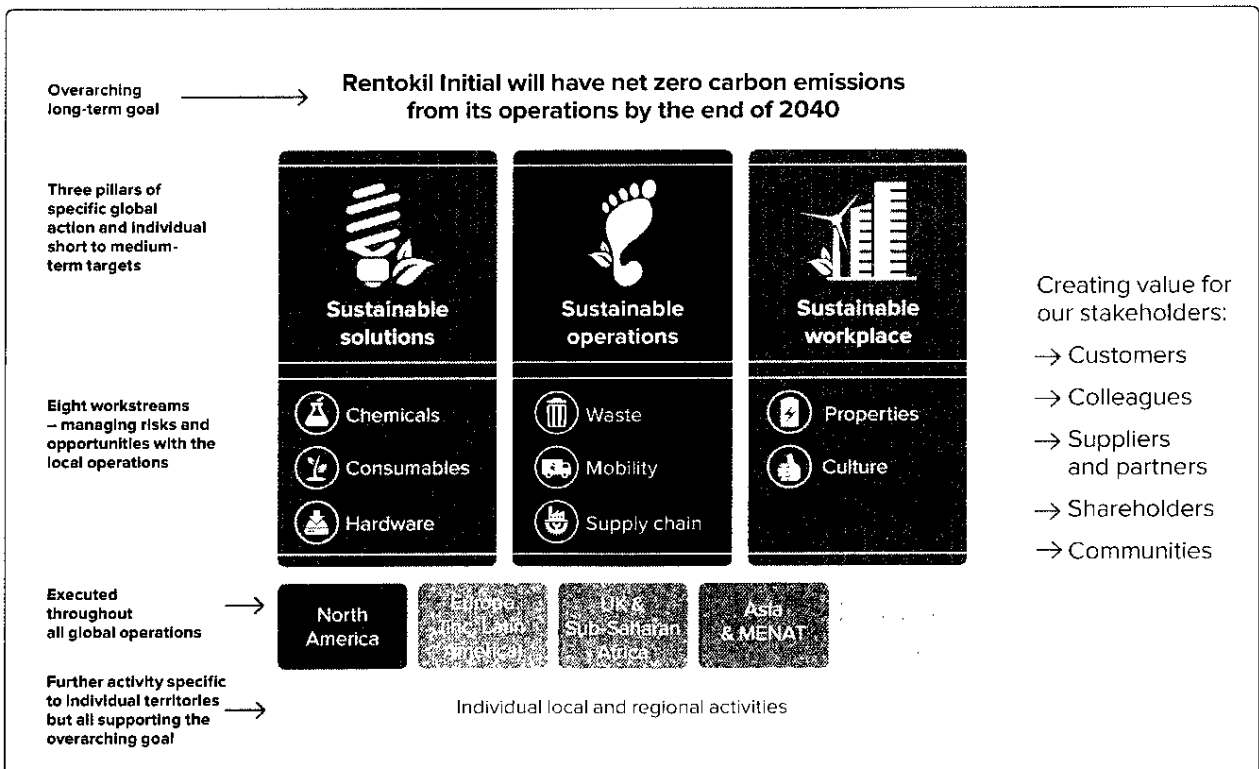 Overarching
long-term goal
Rentokil Initial will have net zero carbon emissions
from its operations by the end of 2040
Three pillars of
specific global
action and individual
short to medium-
term targets
Sustainable
solutions
Sustainable
operations
Sustainable
workplace
Creating value for
our stakeholders:
→ Customers
→ Colleagues
→ Suppliers
and partners
→ Shareholders
→ Communities
Eight workstreams
– managing risks and
opportunities with the
local operations
Chemicals
Consumables
Hardware
Waste
Mobility
Supply chain
Properties
Culture
Executed
throughout
all global operations
North
America
Europe
(inc. Latin
America)
UK &
Sub-Saharan
Africa
Asia
& MENAT
Further activity specific
to individual territories
but all supporting the
overarching goal
Individual local and regional activities